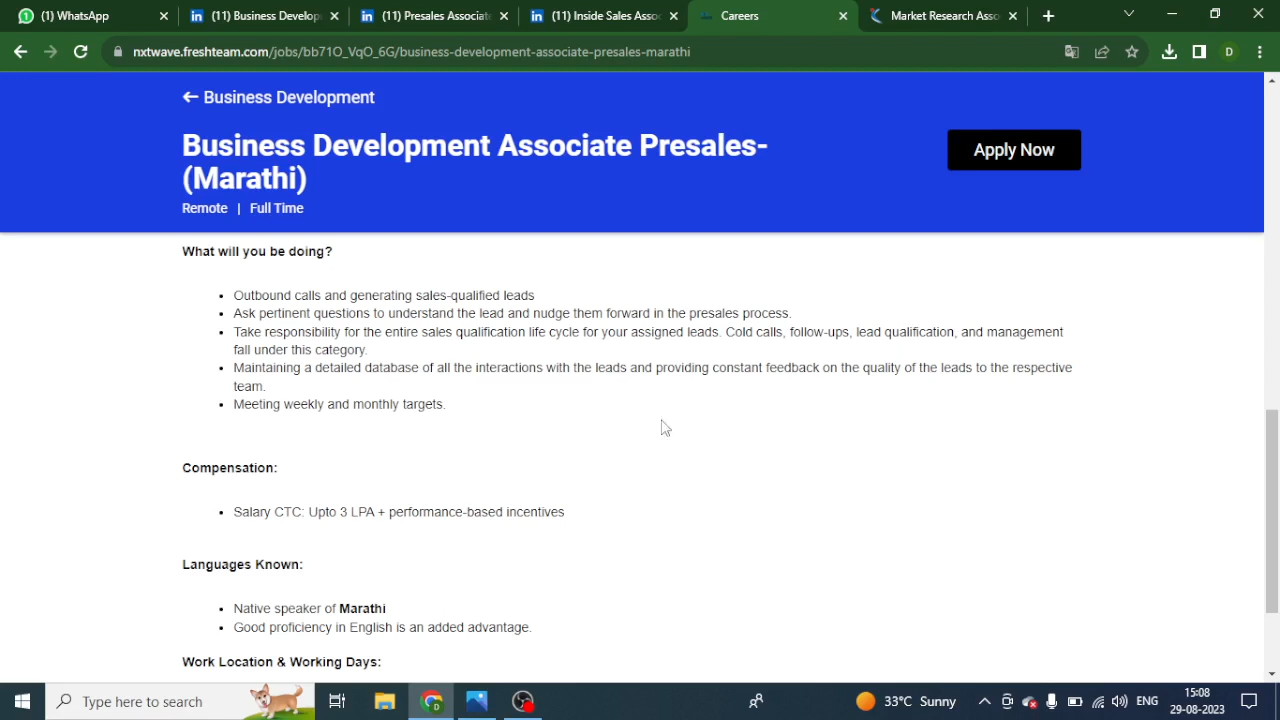 (1) WhatsApp
(11) Business Develop
(11) Presales Associat
(11) Inside Sales Asso
Careers
Market Research Asso
nxtwave.freshteam.com/jobs/bb71O_VqO_6G/business-development-associate-presales-marathi
D
← Business Development
Business Development Associate Presales-
(Marathi)
Remote | Full Time
Apply Now
What will you be doing?
• Outbound calls and generating sales-qualified leads
• Ask pertinent questions to understand the lead and nudge them forward in the presales process.
• Take responsibility for the entire sales qualification life cycle for your assigned leads. Cold calls, follow-ups, lead qualification, and management
fall under this category.
• Maintaining a detailed database of all the interactions with the leads and providing constant feedback on the quality of the leads to the respective
team.
• Meeting weekly and monthly targets.
Compensation:
• Salary CTC: Upto 3 LPA + performance-based incentives
Languages Known:
• Native speaker of Marathi
• Good proficiency in English is an added advantage.
Work Location & Working Days:
Type here to search
33°C Sunny
ENG
15:08
29-08-2023